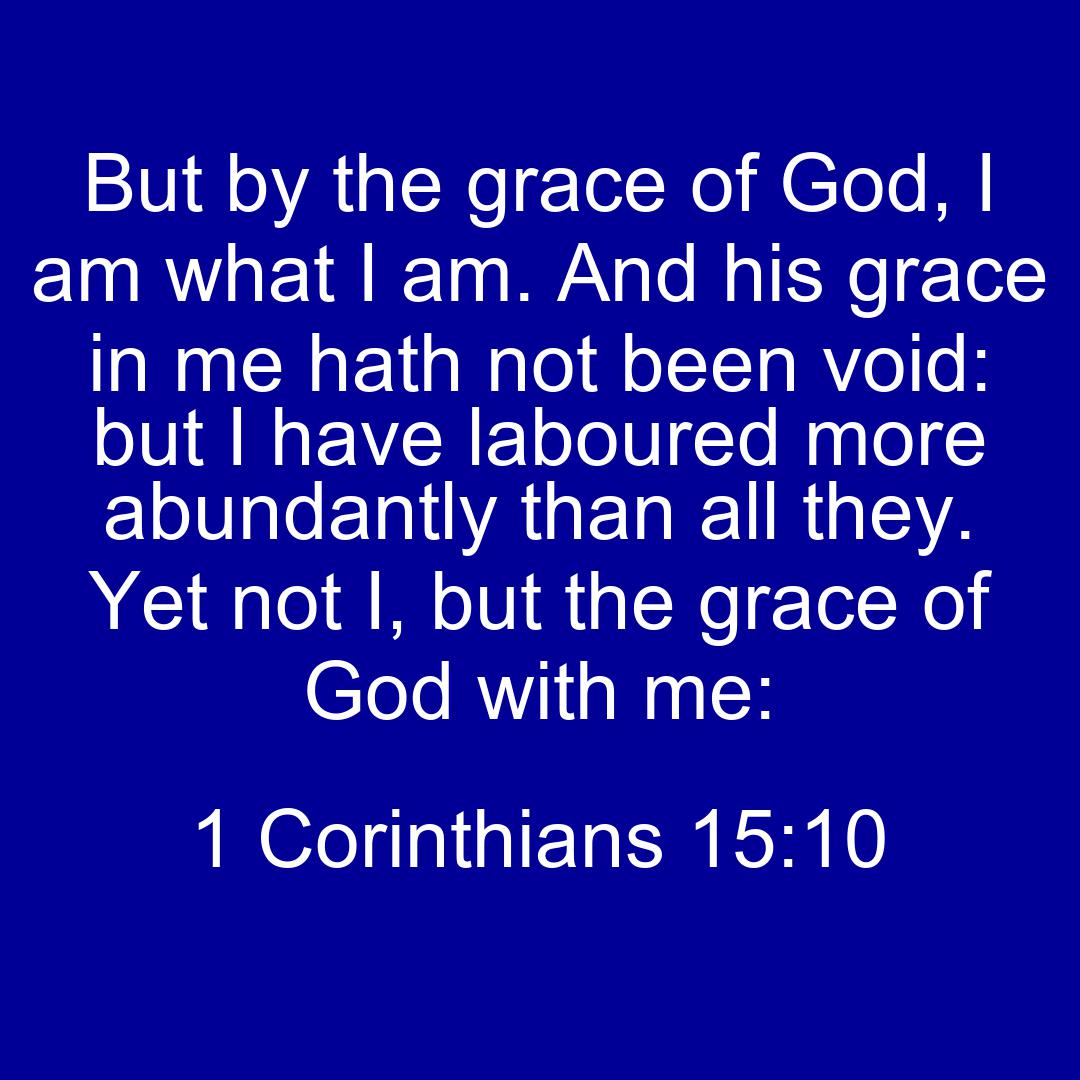 But by the grace of God, I
am what I am. And his grace
in me hath not been void:
but I have laboured more
abundantly than all they.
Yet not I, but the grace of
God with me:
1 Corinthians 15:10